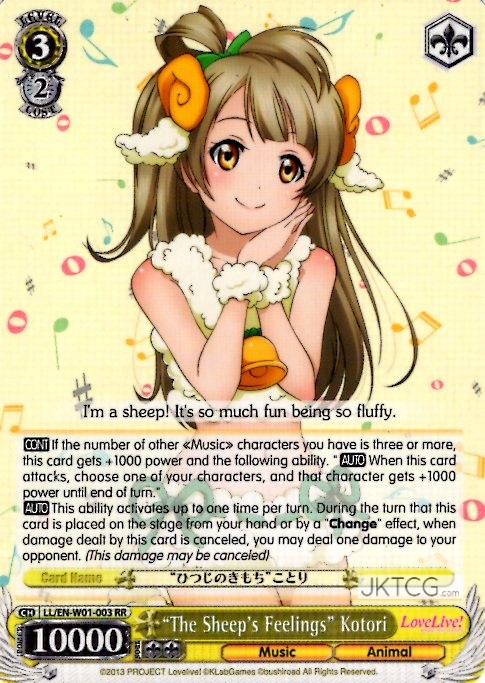 LEVEL
3
2
COST
I'm a sheep! It's so much fun being so fluffy.
CONT If the number of other «Music» characters you have is three or more,
this card gets +1000 power and the following ability. " AUTO When this card
attacks, choose one of your characters, and that character gets +1000
power until end of turn."
AUTO This ability activates up to one time per turn. During the turn that this
card is placed on the stage from your hand or by a "Change" effect, when
damage dealt by this card is canceled, you may deal one damage to your
opponent. (This damage may be canceled)
Card Name
"ひつじのきもち"ことり
JKTCG.com
CH LL/EN-W01-003 RR
"The Sheep's Feelings" Kotori
LoveLive!
POWER
10000
SOUL
Music
Animal
©2013 PROJECT Lovelive! ©KLabGames ©bushiroad All Rights Reserved.